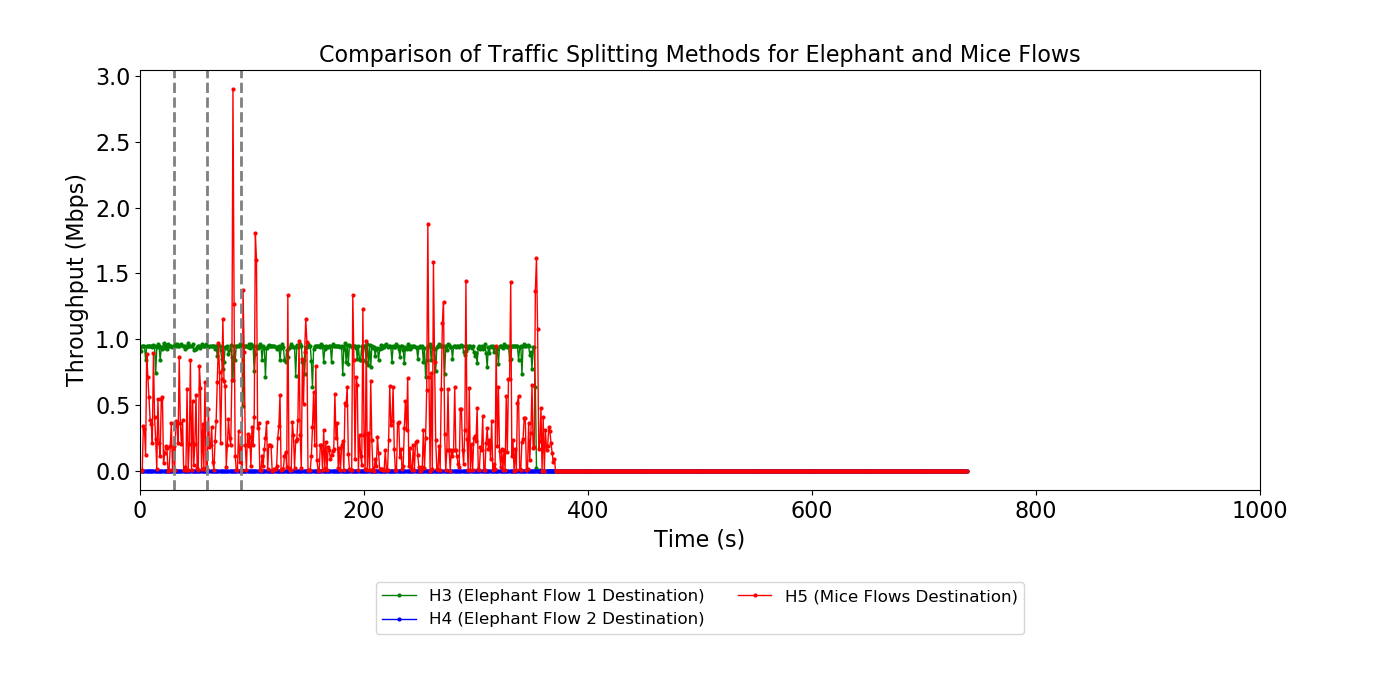 Comparison of Traffic Splitting Methods for Elephant and Mice Flows
3.0
2.5
2.0
1.5
1.0
0.5
0.0
Throughput (Mbps)
0 200 400 600 800 1000
Time (s)
H3 (Elephant Flow 1 Destination)
H4 (Elephant Flow 2 Destination)
H5 (Mice Flows Destination)